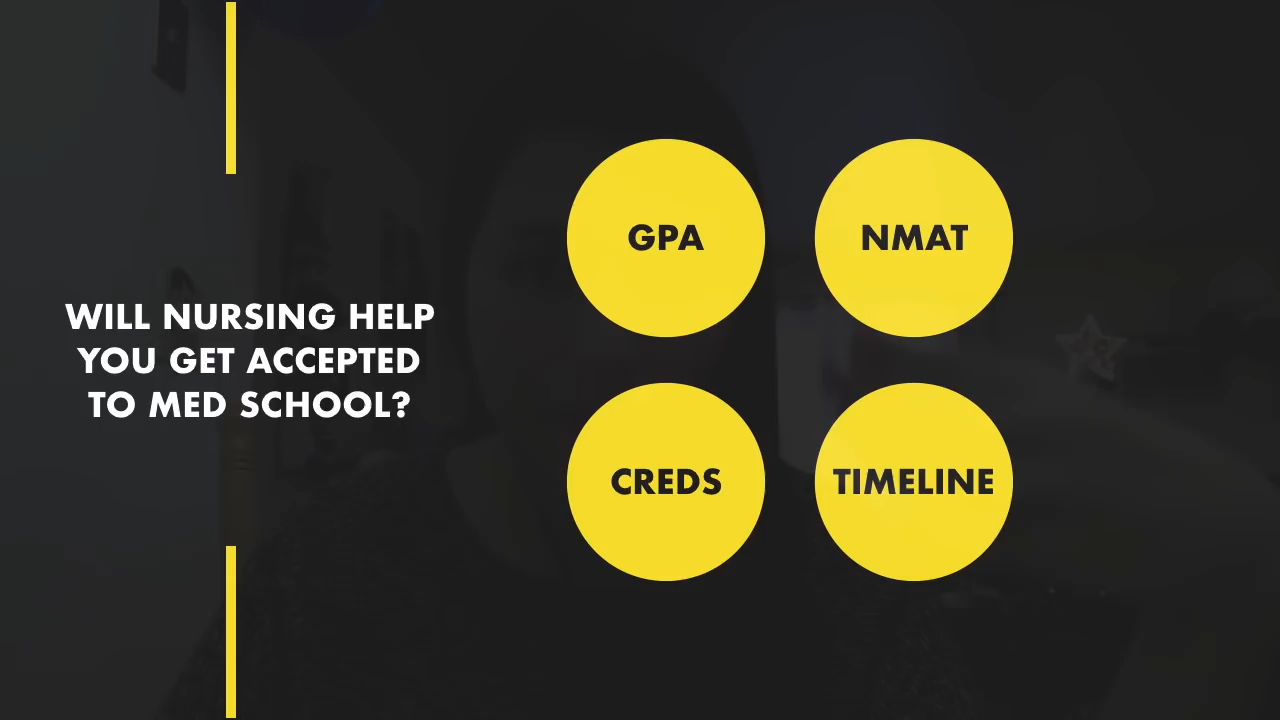 WILL NURSING HELP
YOU GET ACCEPTED
TO MED SCHOOL?
GPA
NMAT
CREDS
TIMELINE